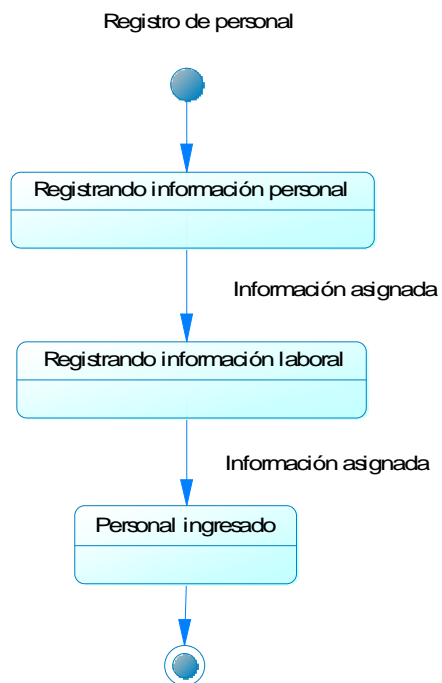 Registro de personal
Registrando información personal
Información asignada
Registrando información laboral
Información asignada
Personal ingresado